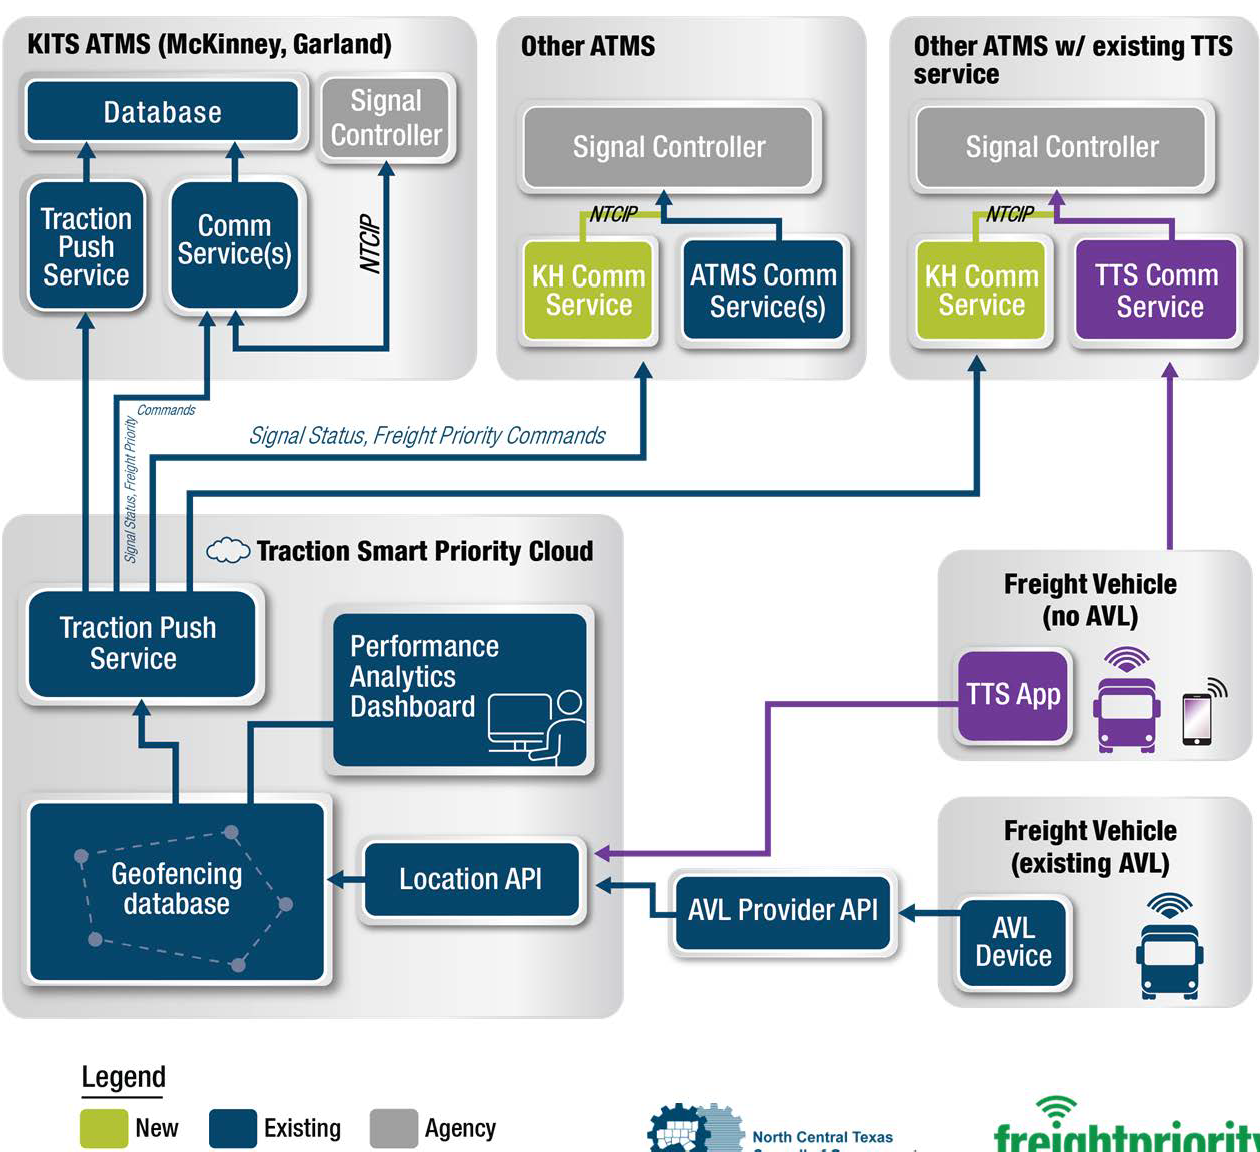 KITS ATMS (McKinney, Garland)
Database
Signal
Controller
Traction
Push
Service
Comm
Service(s)
NTCIP
Other ATMS
Signal Controller
NTCIP
KH Comm
Service
ATMS Comm
Service(s)
Other ATMS w/ existing TTS
service
Signal Controller
NTCIP
KH Comm
Service
TTS Comm
Service
Commands
Signal Status, Freight Priority
Signal Status, Freight Priority Commands
Traction Smart Priority Cloud
Traction Push
Service
Performance
Analytics
Dashboard
Geofencing
database
Location API
AVL Provider API
Freight Vehicle
(no AVL)
TTS App
Freight Vehicle
(existing AVL)
AVL
Device
Legend
New
Existing
Agency
North Central Texas
freightpriority